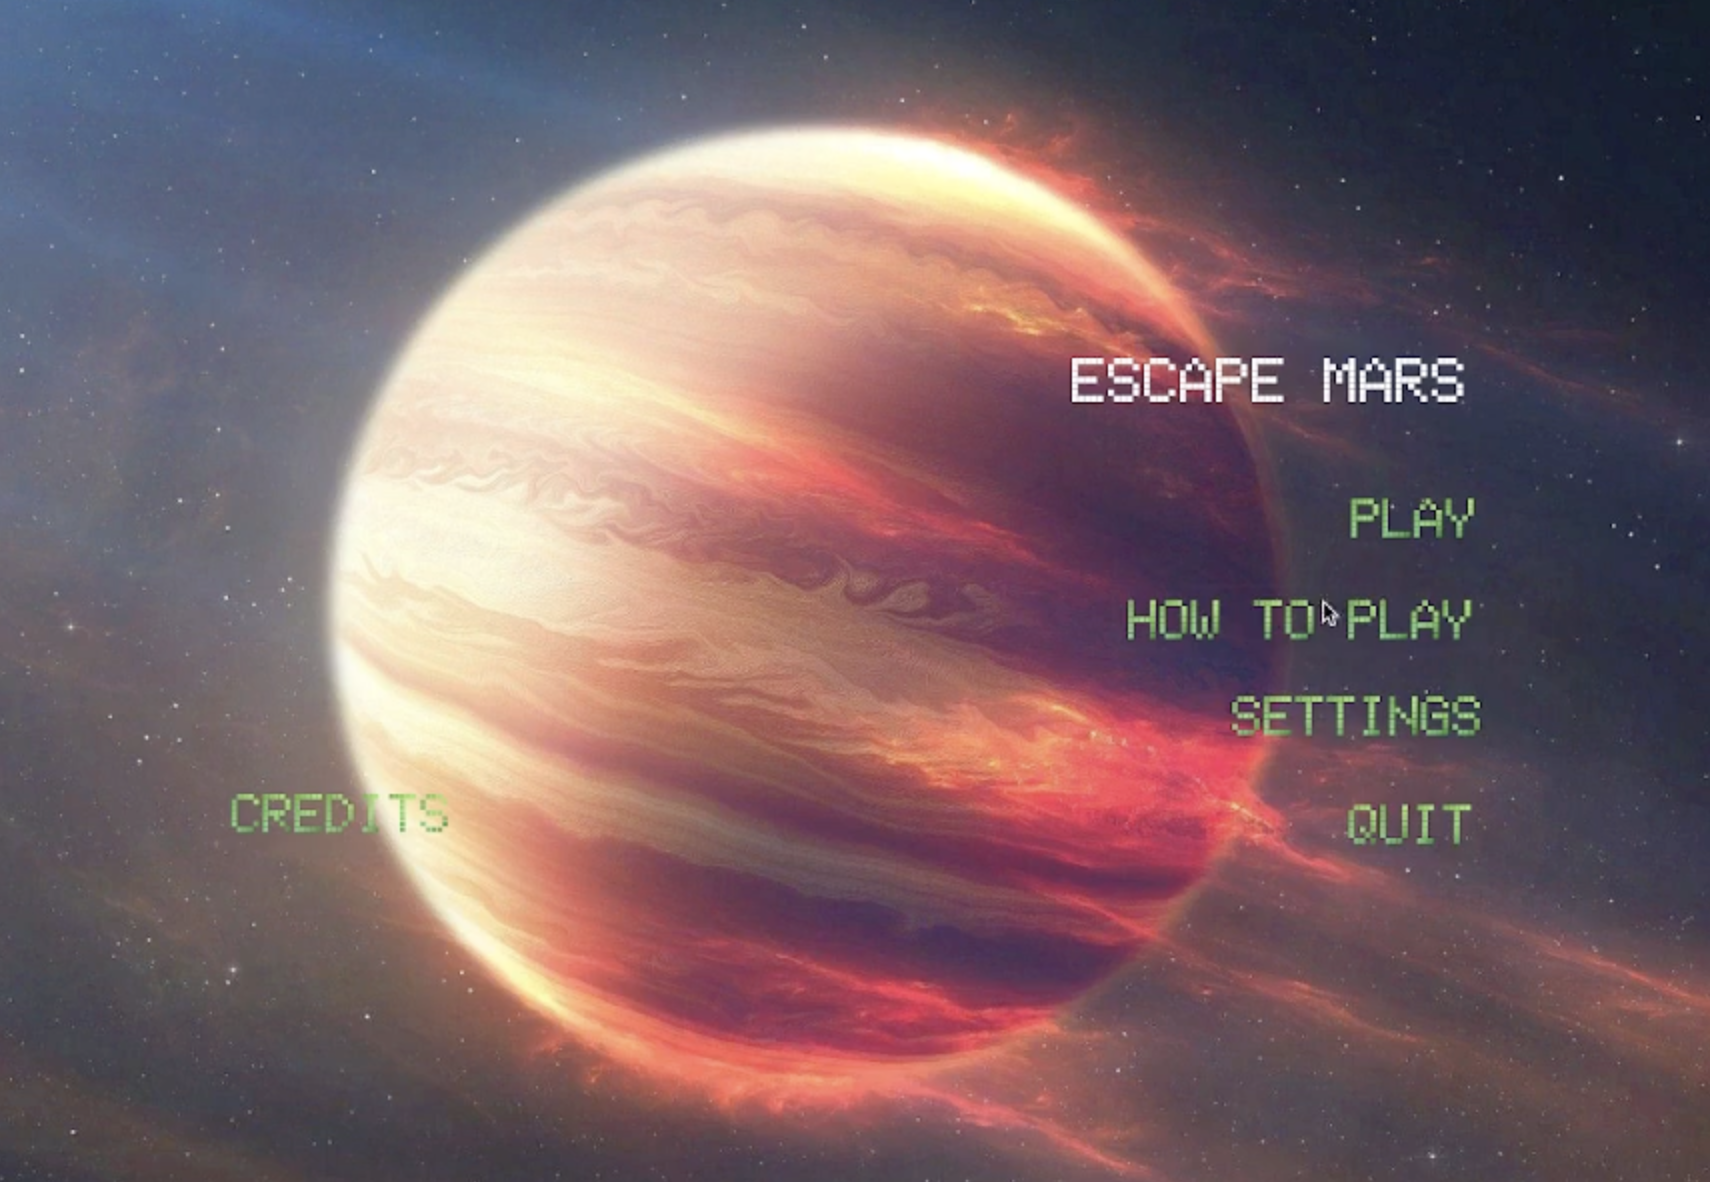 ESCAPE MARS
PLAY
HOW TO PLAY
SETTINGS
CREDITS
QUIT